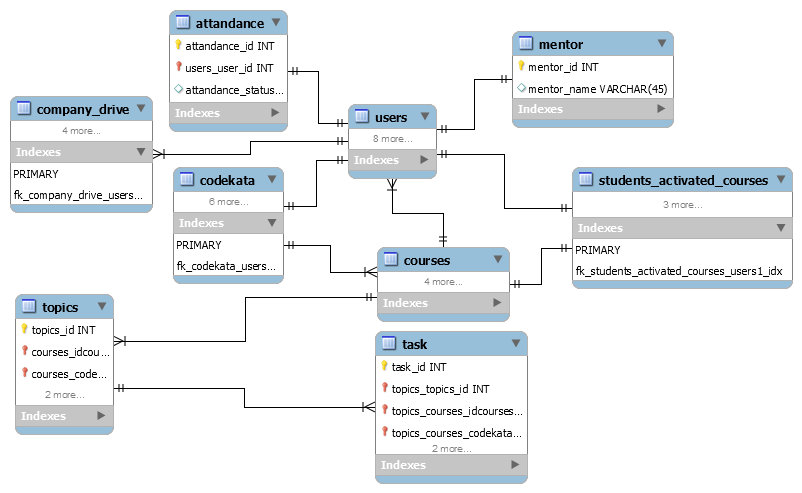 attandance
attandance_id INT
users_user_id INT
attandance_status...
Indexes
mentor
mentor_id INT
mentor_name VARCHAR(45)
Indexes
company_drive
4 more...
Indexes
PRIMARY
fk_company_drive_users...
users
8 more...
Indexes
codekata
6 more...
Indexes
PRIMARY
fk_codekata_users...
students_activated_courses
3 more...
Indexes
PRIMARY
fk_students_activated_courses_users1_idx
courses
4 more...
Indexes
topics
topics_id INT
courses_idcou...
courses_code...
2 more...
Indexes
task
task_id INT
topics_topics_id INT
topics_courses_idcourses...
topics_courses_codekata...
2 more...
Indexes